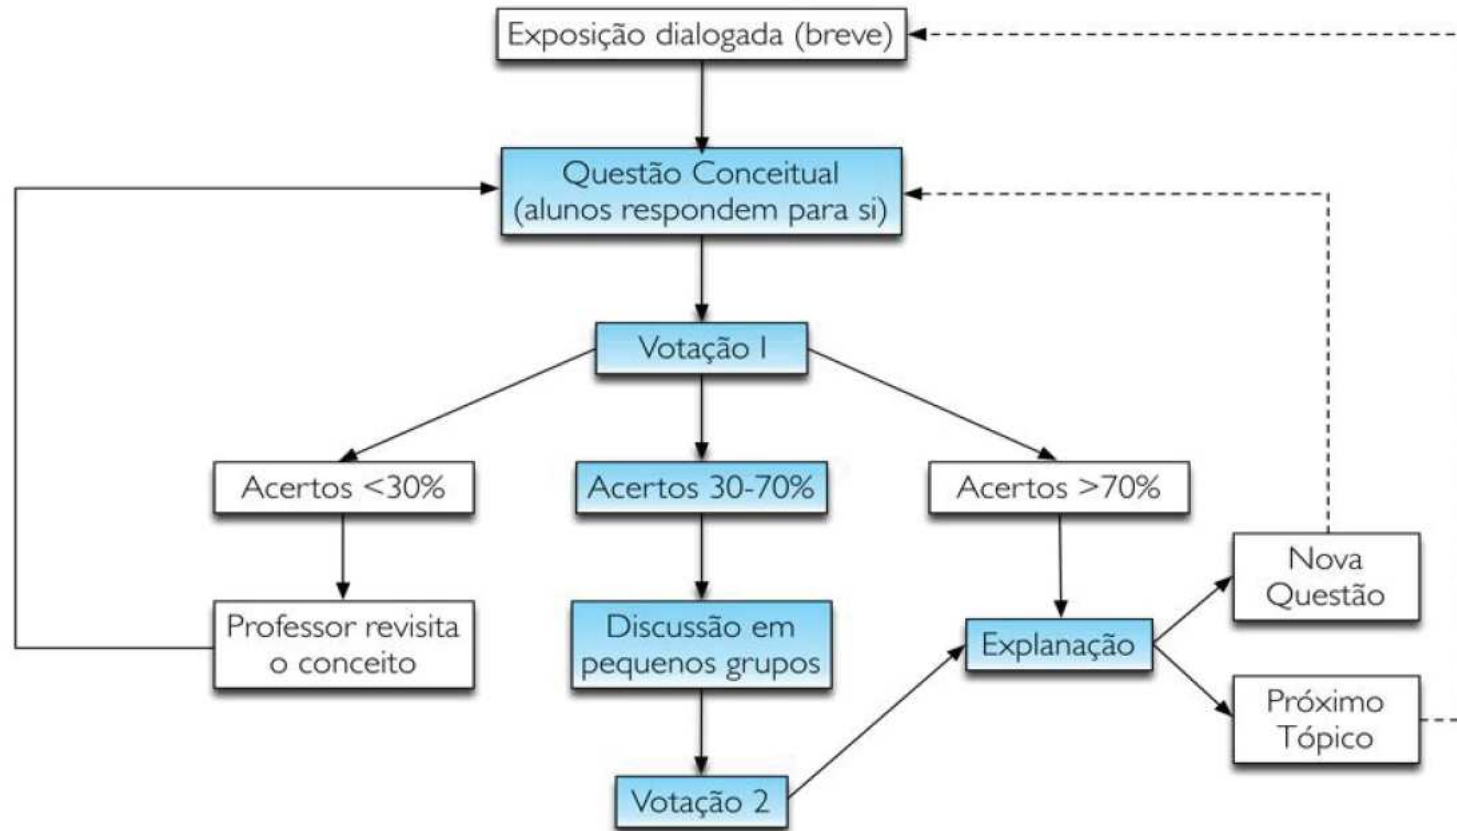 Exposição dialogada (breve)
Questão Conceitual
(alunos respondem para si)
Votação I
Acertos <30%
Acertos 30-70%
Acertos >70%
Professor revisita
o conceito
Discussão em
pequenos grupos
Explanação
Nova
Questão
Próximo
Tópico
Votação 2